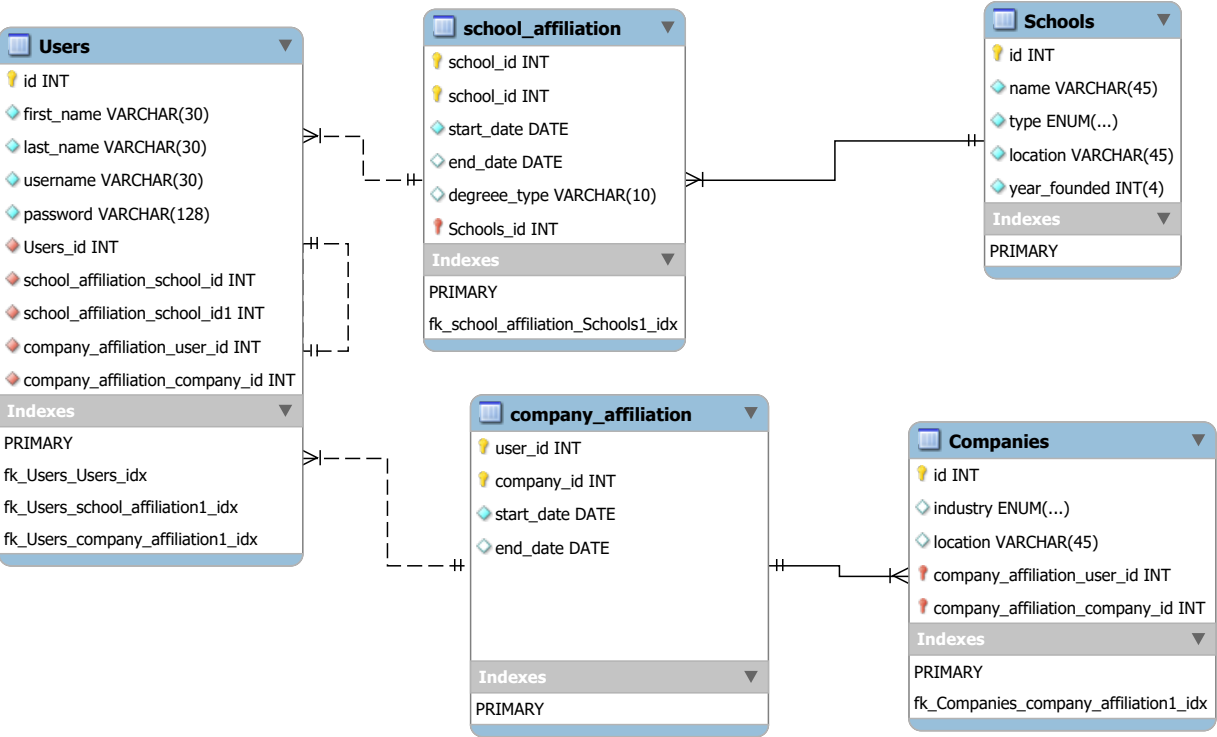 Users
id INT
first_name VARCHAR(30)
last_name VARCHAR(30)
username VARCHAR(30)
password VARCHAR(128)
Users_id INT
school_affiliation_school_id INT
school_affiliation_school_id1 INT
company_affiliation_user_id INT
company_affiliation_company_id INT
Indexes
PRIMARY
fk_Users_Users_idx
fk_Users_school_affiliation1_idx
fk_Users_company_affiliation1_idx
school_affiliation
school_id INT
school_id INT
start_date DATE
end_date DATE
degreee_type VARCHAR(10)
Schools_id INT
Indexes
PRIMARY
fk_school_affiliation_Schools1_idx
Schools
id INT
name VARCHAR(45)
type ENUM(...)
location VARCHAR(45)
year_founded INT(4)
Indexes
PRIMARY
company_affiliation
user_id INT
company_id INT
start_date DATE
end_date DATE
Indexes
PRIMARY
Companies
id INT
industry ENUM(...)
location VARCHAR(45)
company_affiliation_user_id INT
company_affiliation_company_id INT
Indexes
PRIMARY
fk_Companies_company_affiliation1_idx